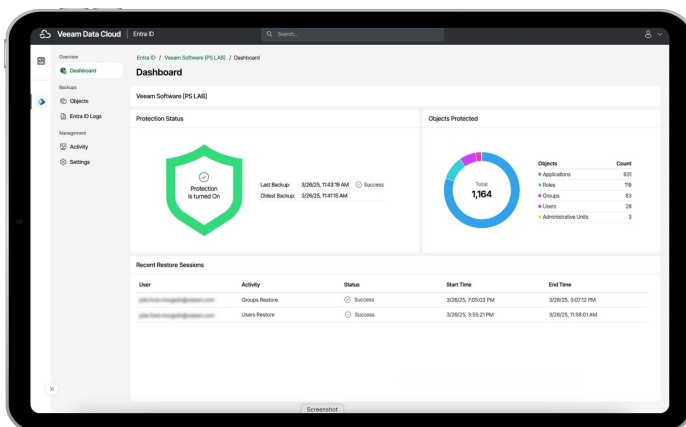 Veeam Data Cloud Entra ID Search...
Overview
Dashboard
Backups
Objects
Entra ID Logs
Management
Activity
Settings
Entra ID / Veeam Software [PS LAB] / Dashboard
Dashboard
Veeam Software [PS LAB]
Protection Status
Protection
is turned On
Last Backup: 3/26/25, 11:43:19 AM Success
Oldest Backup: 3/26/25, 11:41:15 AM
Objects Protected
Total:
1,164
Objects Count
Applications 931
Roles 119
Groups 83
Users 28
Administrative Units 3
Recent Restore Sessions
User Activity Status Start Time End Time
Groups Restore Success 3/26/25, 7:05:03 PM 3/26/25, 3:07:12 PM
Users Restore Success 3/26/25, 3:55:21 PM 3/26/25, 11:58:01 AM
Screenshot